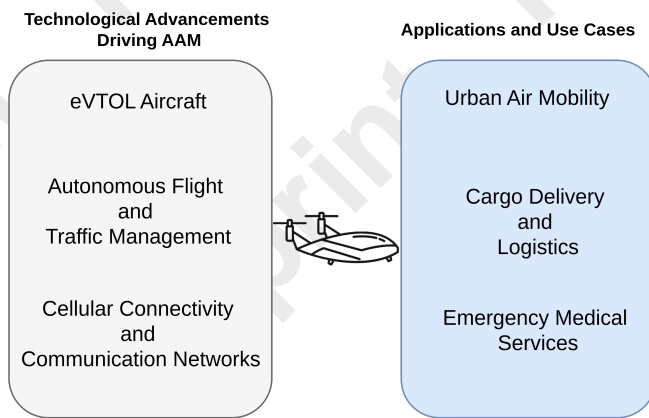 Technological Advancements
Driving AAM
eVTOL Aircraft
Autonomous Flight
and
Traffic Management
Cellular Connectivity
and
Communication Networks
Applications and Use Cases
Urban Air Mobility
Cargo Delivery
and
Logistics
Emergency Medical
Services
print